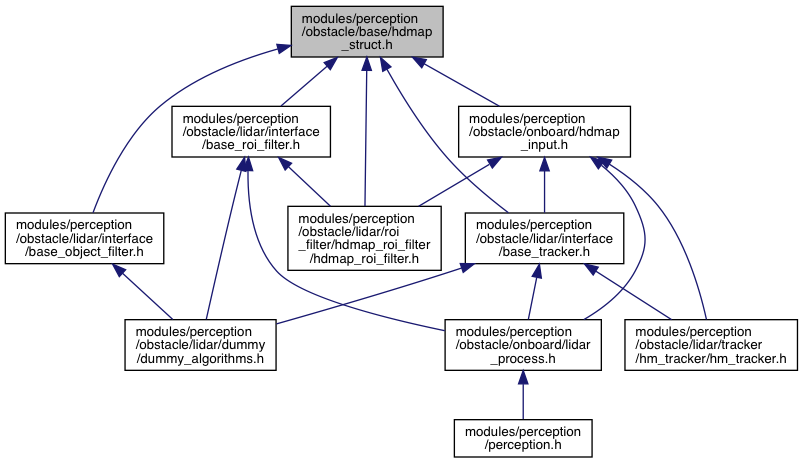 modules/perception
/obstacle/base/hdmap
_struct.h
modules/perception
/obstacle/lidar/interface
/base_roi_filter.h
modules/perception
/obstacle/onboard/hdmap
_input.h
modules/perception
/obstacle/lidar/interface
/base_object_filter.h
modules/perception
/obstacle/lidar/roi
_filter/hdmap_roi_filter
/hdmap_roi_filter.h
modules/perception
/obstacle/lidar/interface
/base_tracker.h
modules/perception
/obstacle/lidar/dummy
/dummy_algorithms.h
modules/perception
/obstacle/onboard/lidar
_process.h
modules/perception
/obstacle/lidar/tracker
/hm_tracker/hm_tracker.h
modules/perception
/perception.h